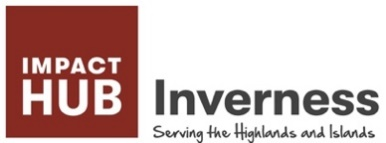 IMPACT
HUB
Inverness
Serving the Highlands and Islands